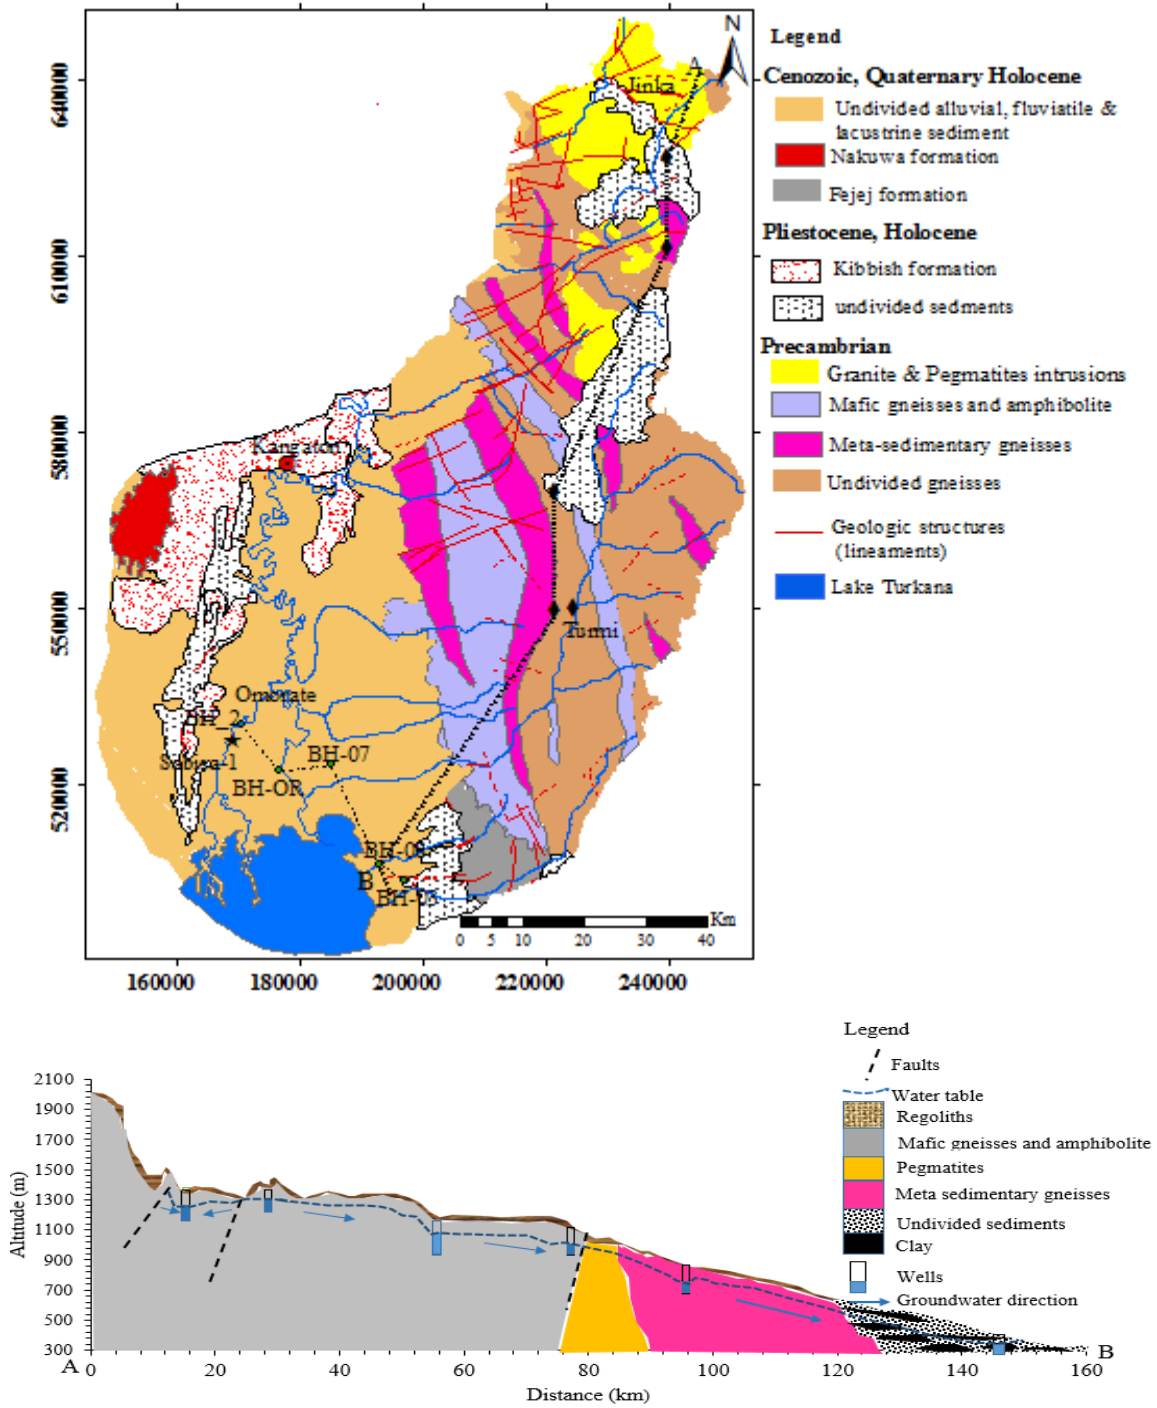 N
A
Jinka
640000
610000
580000
550000
520000
Kangaton
Turmi
Omorate
BH_2
Sabisa-1
BH-07
BH-OR
B
0 5 10 20 30 40 Km
160000 180000 200000 220000 240000
Legend
Cenozoic, Quaternary Holocene
Undivided alluvial, fluviatile &
lacustrine sediment
Nakuwa formation
Fejej formation
Pliestocene, Holocene
Kibbish formation
undivided sedments
Precambrian
Granite & Pegmatites intrusions
Mafic gneisses and amphibolite
Meta-sedimentary gneisses
Undivided gneisses
Geologic structures
(lineaments)
Lake Turkana
Legend
Faults
Water table
Regoliths
Mafic gneisses and amphibolite
Pegmatites
Meta sedimentary gneisses
Undivided sediments
Clay
Wells
Groundwater direction
Altitude (m)
2100
1900
1700
1500
1300
1100
900
700
500
300
A 0 20 40 60 80 100 120 140 160 B
Distance (km)